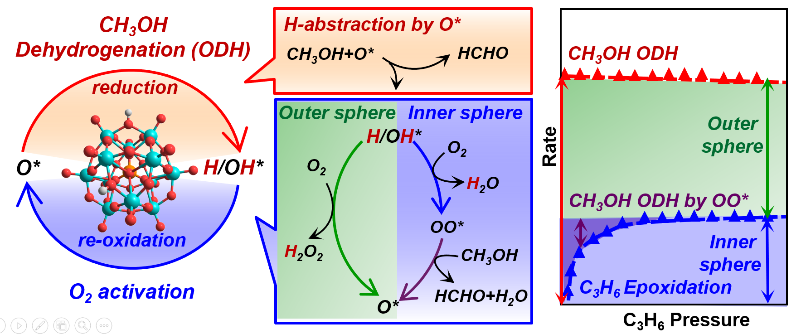 CH₃OH
Dehydrogenation (ODH)
reduction
O*
H/OH*
re-oxidation
O₂ activation
H-abstraction by O*
CH₃OH+O*
HCHO
Outer sphere
Inner sphere
H/OH*
O₂
O₂
H₂O
H₂O₂
OO*
CH₃OH
HCHO+H₂O
O*
CH₃OH ODH
Outer
sphere
Rate
CH₃OH ODH by OO*
Inner
sphere
C₃H₆ Epoxidation
C₃H₆ Pressure